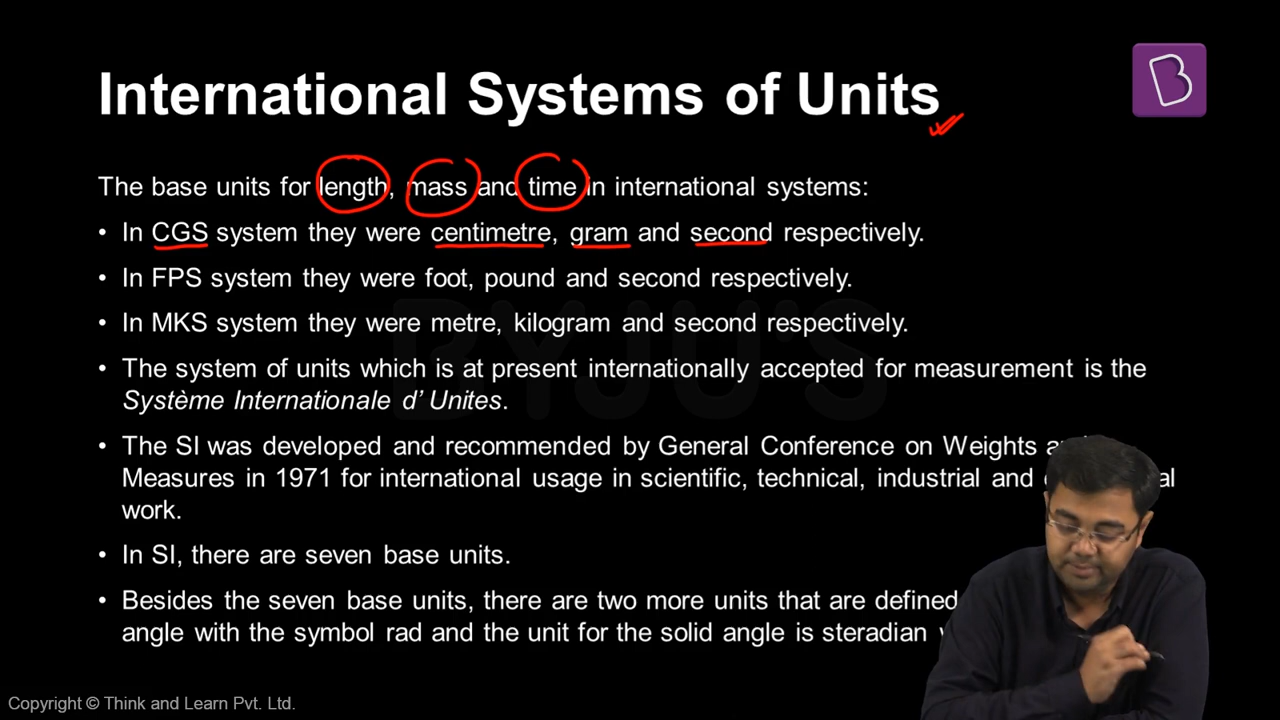 International Systems of Units
The base units for length, mass and time in international systems:
• In CGS system they were centimetre, gram and second respectively.
• In FPS system they were foot, pound and second respectively.
• In MKS system they were metre, kilogram and second respectively.
• The system of units which is at present internationally accepted for measurement is the
Système Internationale d’ Unites.
• The SI was developed and recommended by General Conference on Weights
Measures in 1971 for international usage in scientific, technical, industrial and
work.
• In SI, there are seven base units.
• Besides the seven base units, there are two more units that are defined
angle with the symbol rad and the unit for the solid angle is steradian
BYJU'S
Copyright © Think and Learn Pvt. Ltd.